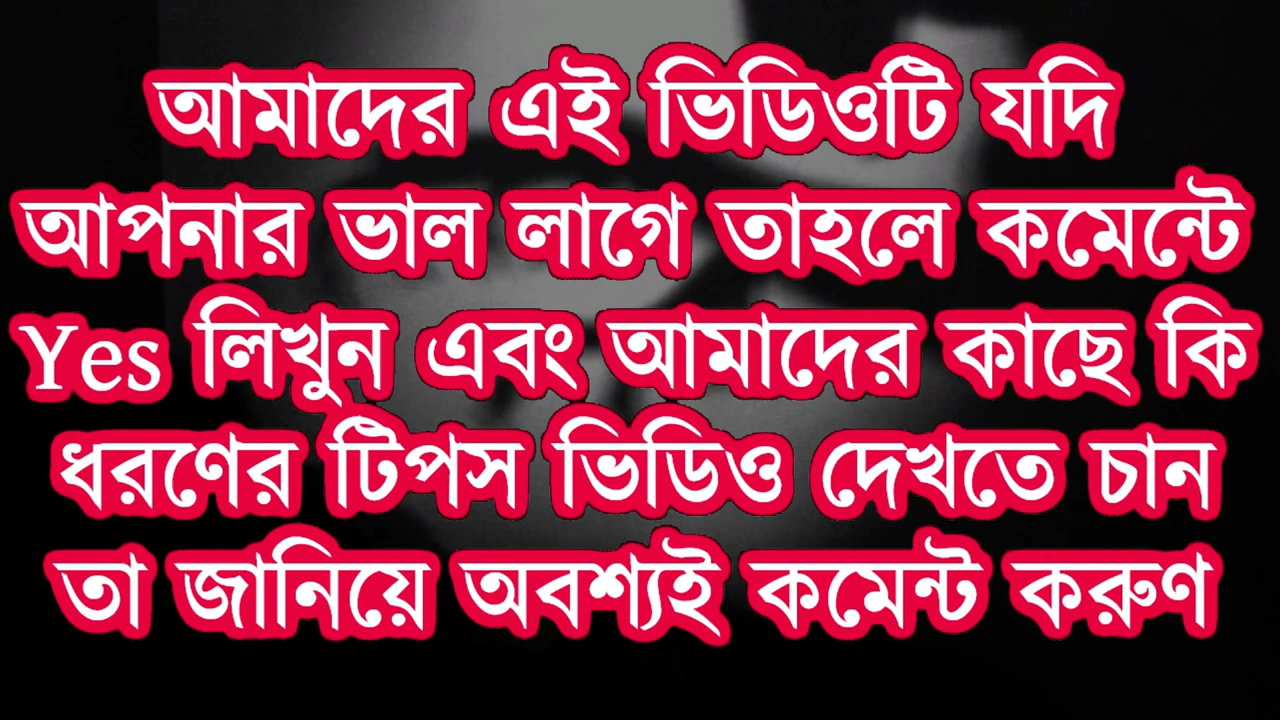 আমাদের এই ভিডিওটি যদি
আপনার ভাল লাগে তাহলে কমেন্টে
Yes লিখুন এবং আমাদের কাছে কি
ধরণের টিপস ভিডিও দেখতে চান
তা জানিয়ে অবশ্যই কমেন্ট করুণ